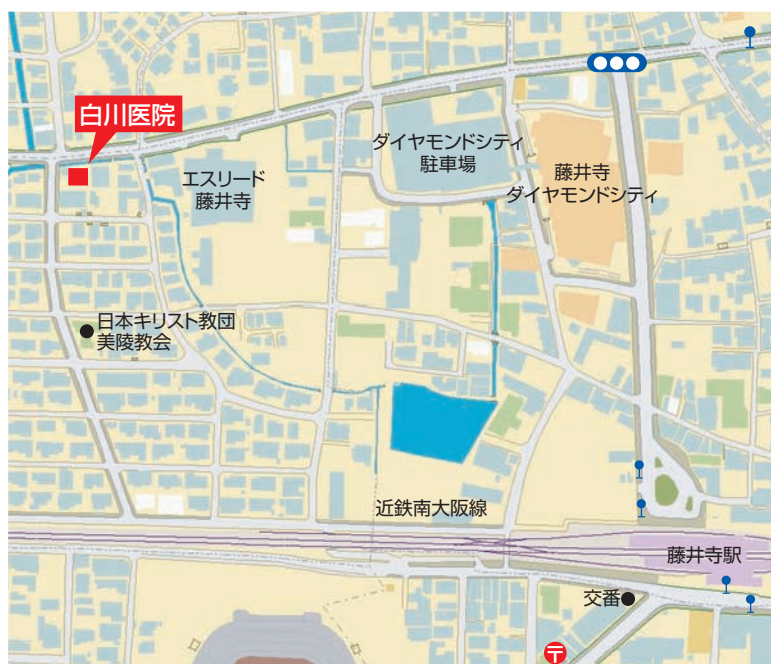 白川医院
エスリード
藤井寺
ダイヤモンドシティ
駐車場
藤井寺
ダイヤモンドシティ
日本キリスト教団
美陵教会
近鉄南大阪線
藤井寺駅
交番
〒